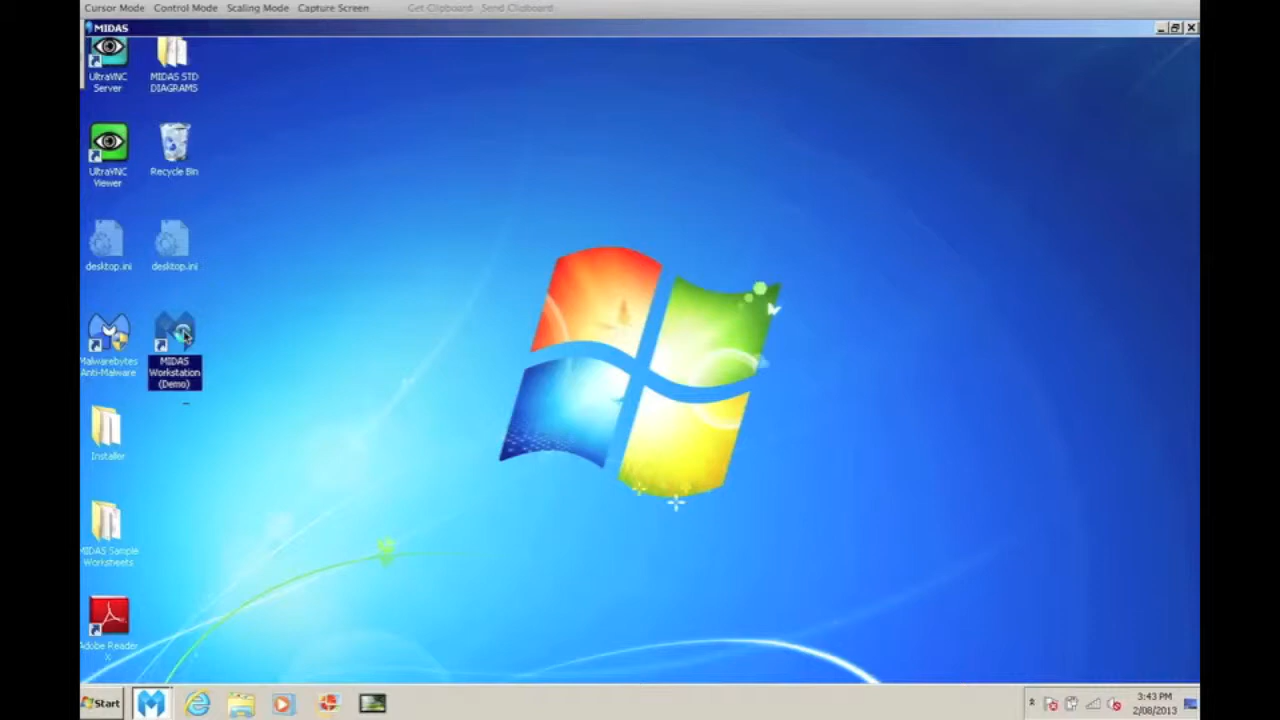 Cursor Mode Control Mode Scaling Mode Capture Screen Get Clipboard Send Clipboard
MIDAS
UltraVNC
Server
MIDAS STD
DIAGRAMS
UltraVNC
Viewer
Recycle Bin
desktop.ini
desktop.ini
Malwarebytes
Anti-Malware
MIDAS
Workstation
(Demo)
Installer
MIDAS Sample
Worksheets
Adobe Reader
X
Start
3:43 PM
2/08/2013